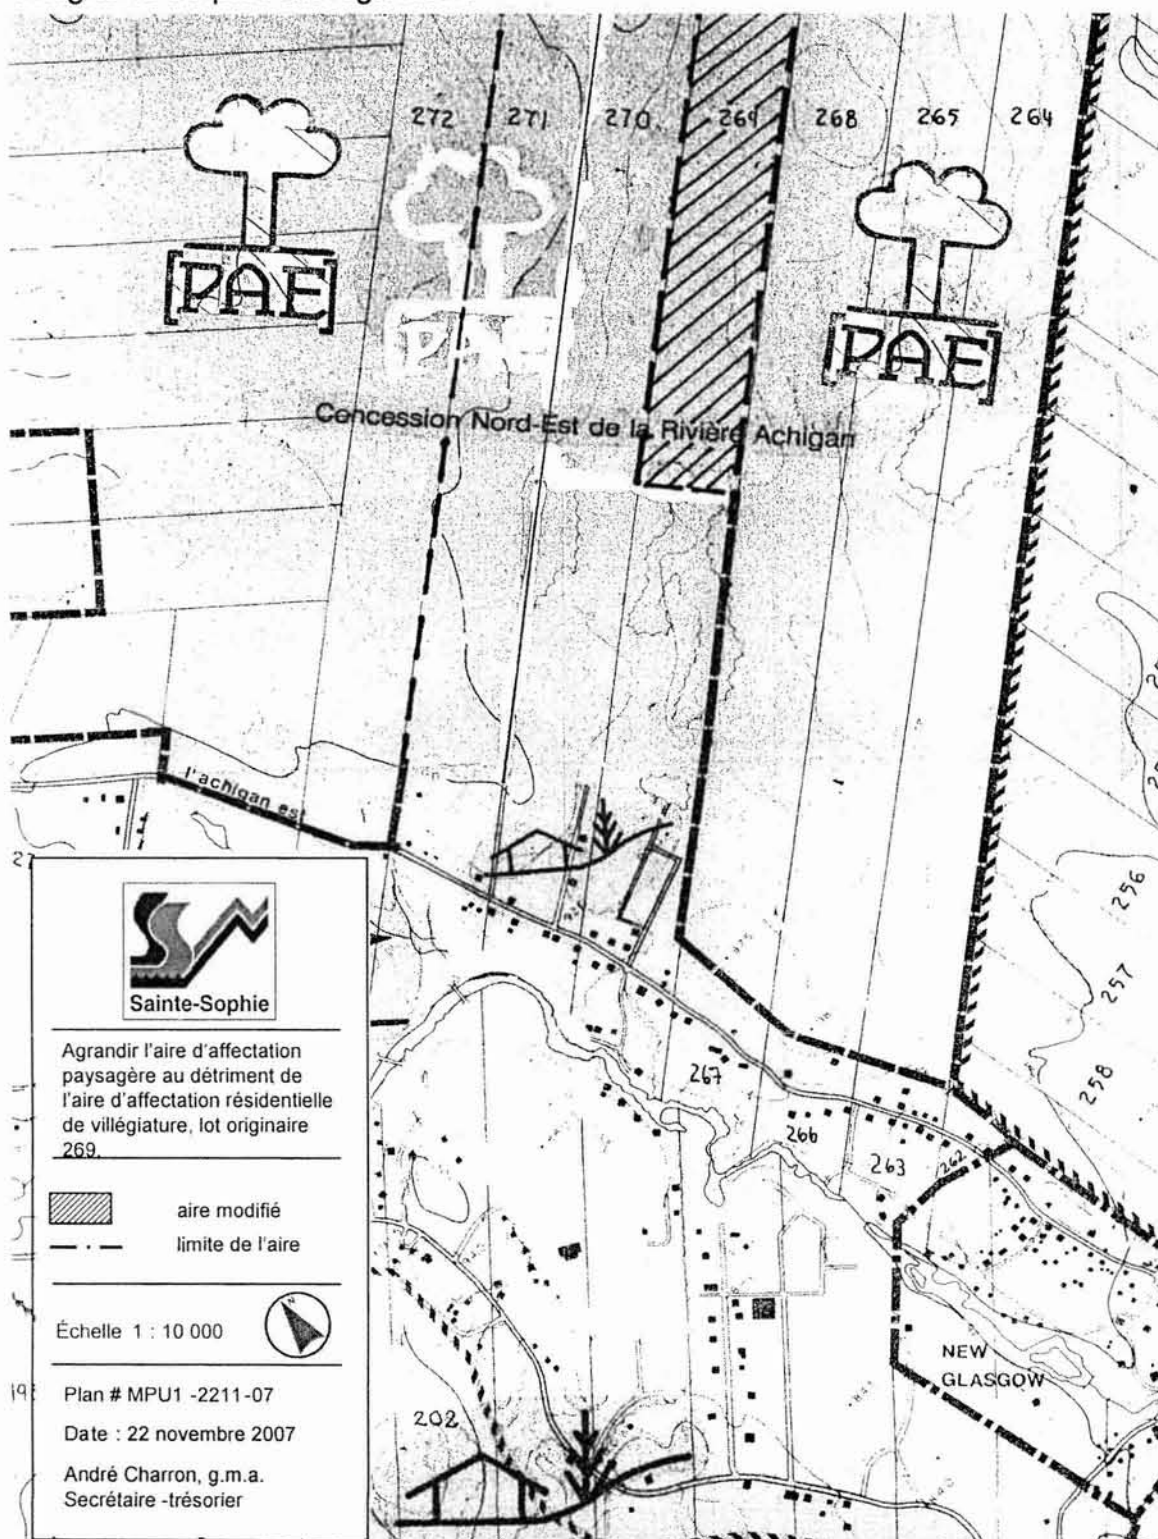 272 271 270 269 268 265 264
[PAE]
[PAE]
[PAE]
Concession Nord-Est de la Rivière Achigan
l'achigan est
256
257
258
267
266
263
262
NEW
GLASGOW
202
Sainte-Sophie
Agrandir l'aire d'affectation
paysagère au détriment de
l'aire d'affectation résidentielle
de villégiature, lot originaire
269.
aire modifié
limite de l'aire
N
Échelle 1 : 10 000
Plan # MPU1 -2211-07
Date : 22 novembre 2007
André Charron, g.m.a.
Secrétaire -trésorier